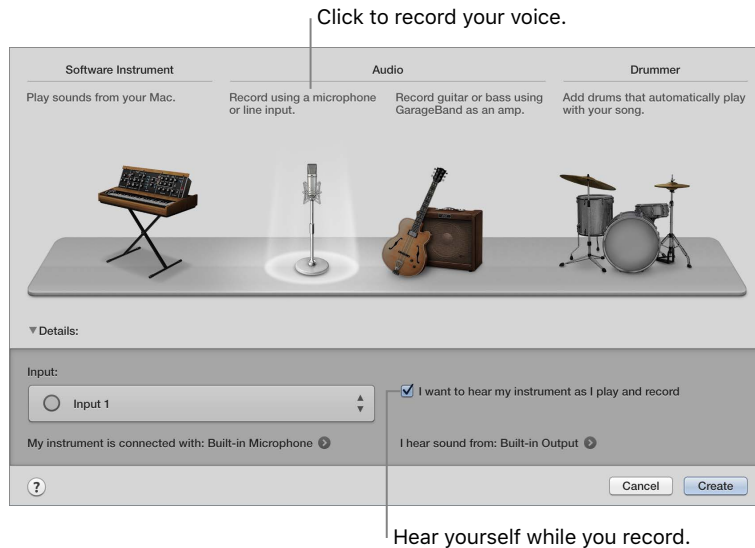 Click to record your voice.
Software Instrument
Audio
Drummer
Play sounds from your Mac.
Record using a microphone
or line input.
Record guitar or bass using
GarageBand as an amp.
Add drums that automatically play
with your song.
Details:
Input:
Input 1
I want to hear my instrument as I play and record
My instrument is connected with: Built-in Microphone
I hear sound from: Built-in Output
?
Cancel
Create
Hear yourself while you record.